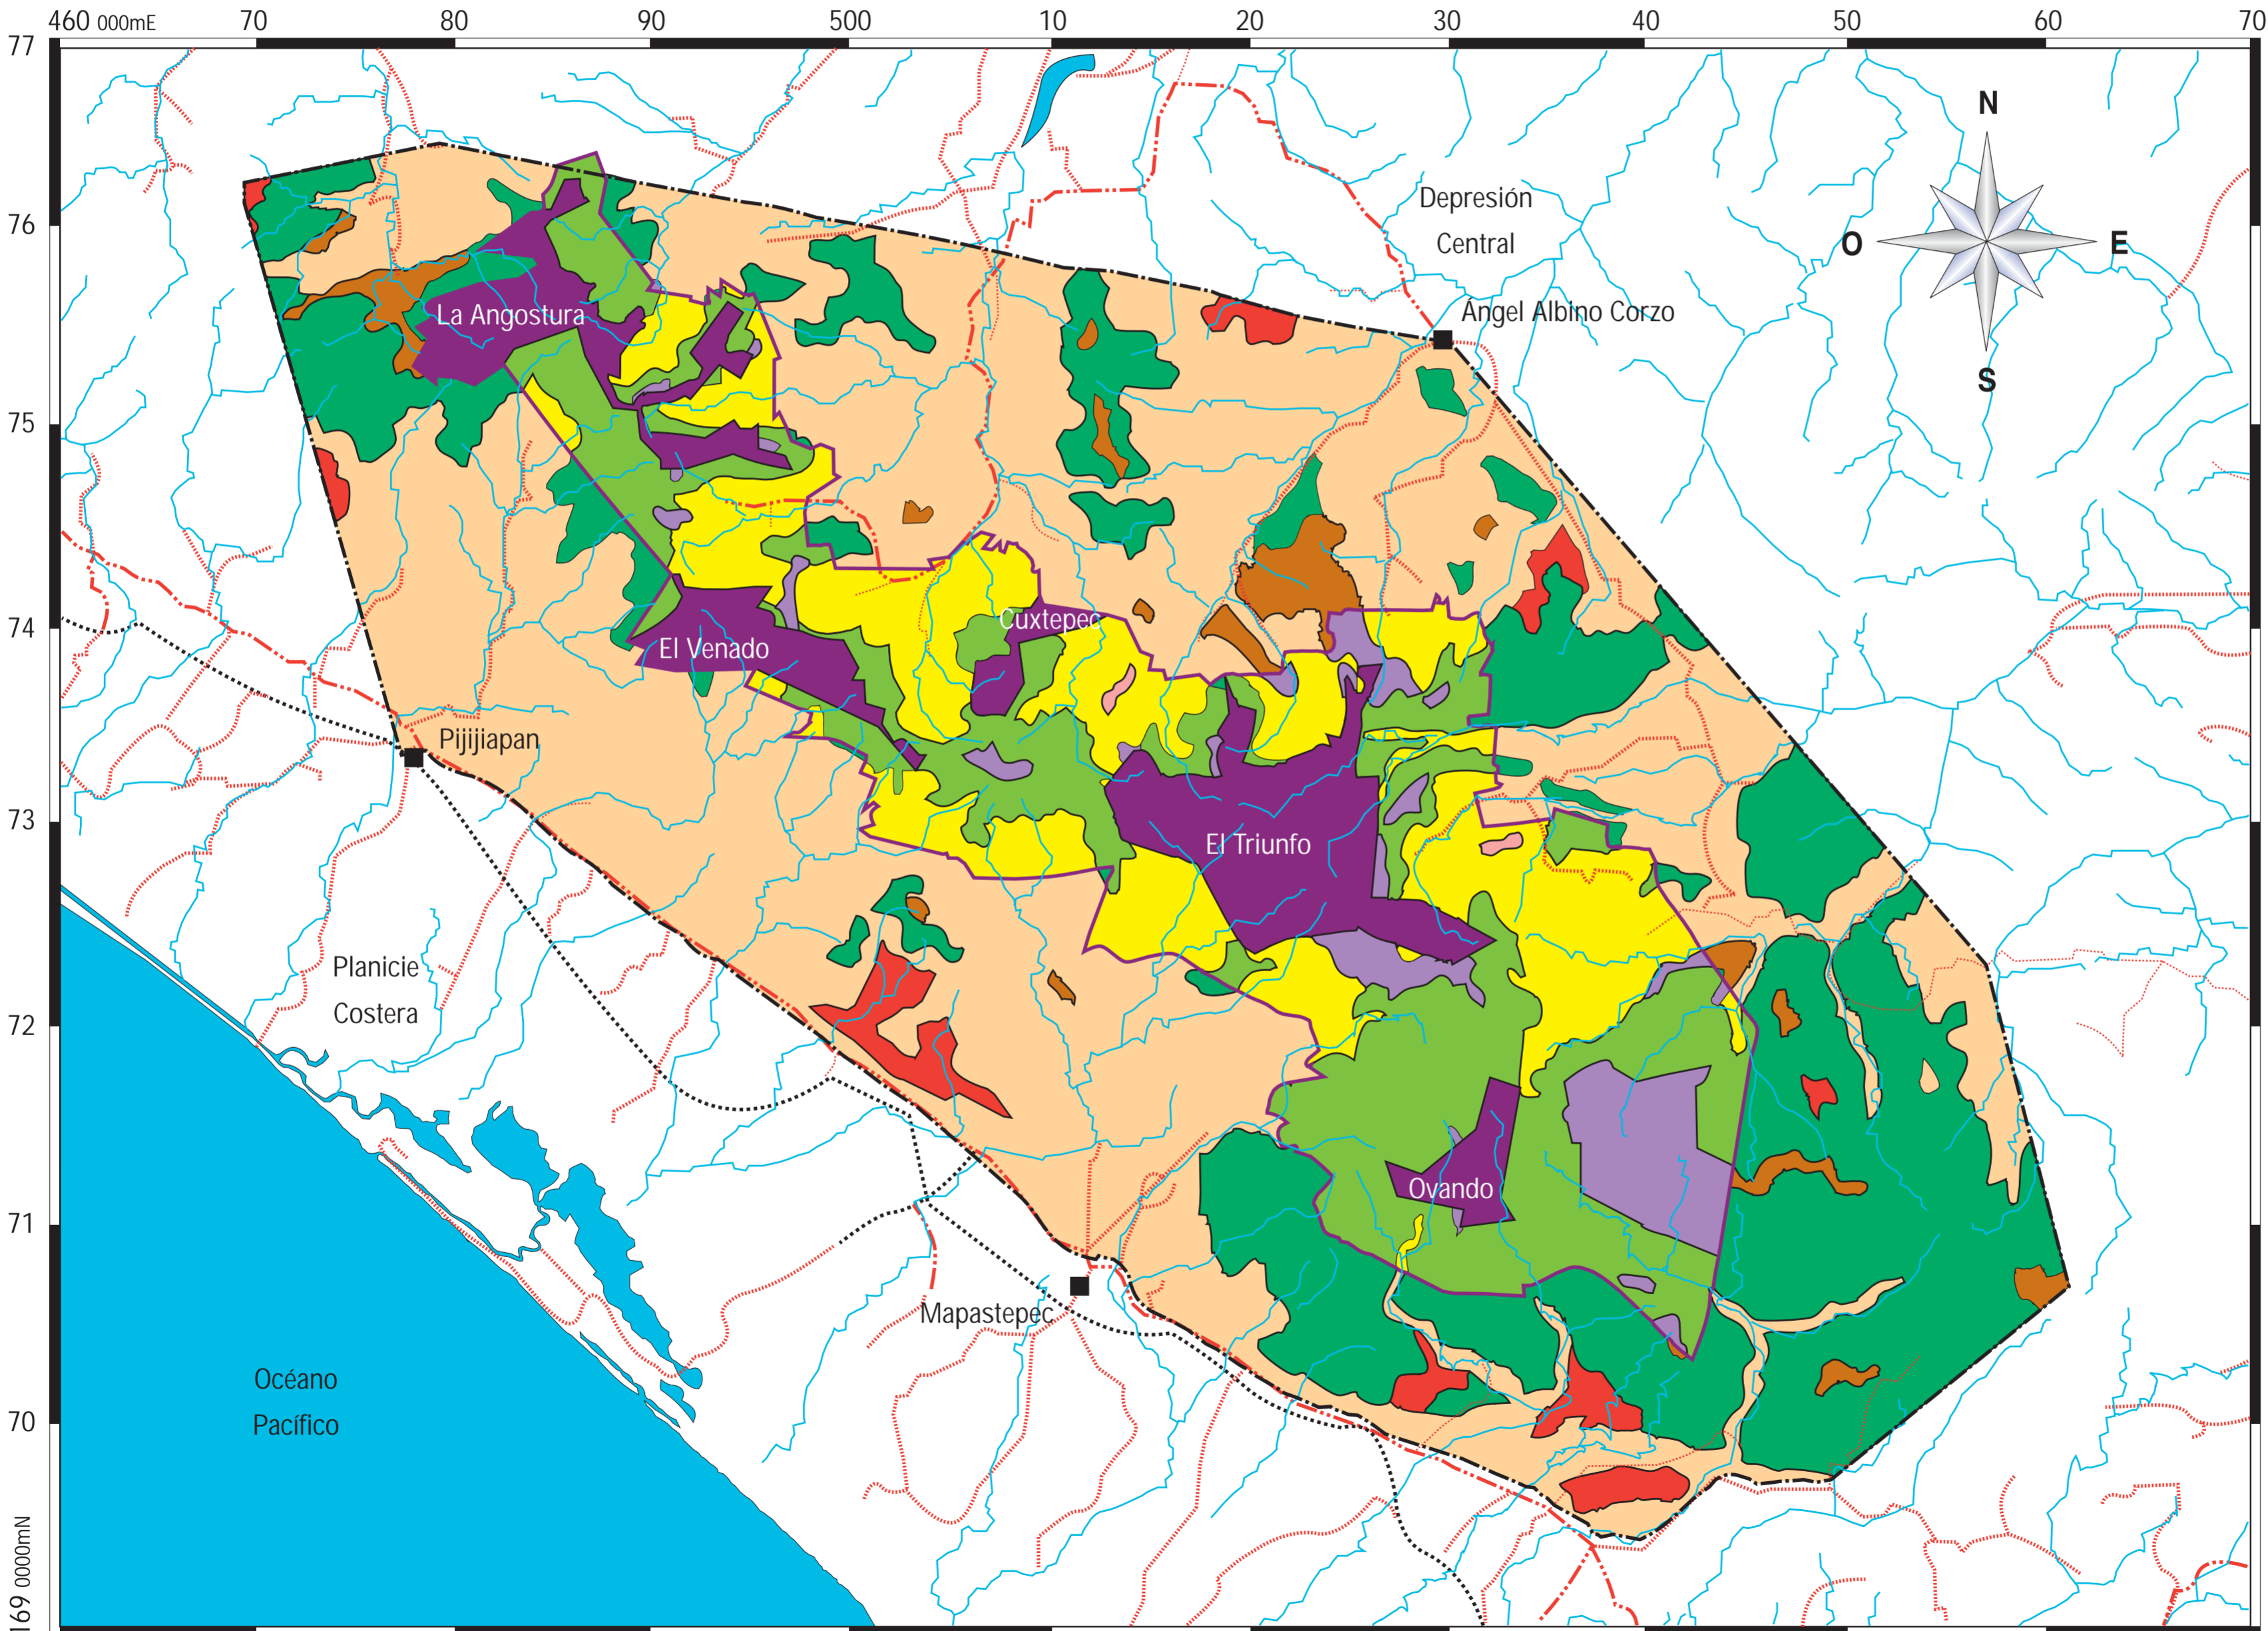 460 000mE 70 80 90 500 10 20 30 40 50 60 70
77
N
Depresión
76
Central
O E
La Angostura
Ángel Albino Corzo
S
75
74
Cuxtepec
El Venado
Pijijiapan
73
El Triunfo
Planicie
Costera
72
Ovando
71
Mapastepec
Océano
70
Pacífico
169 0000mN